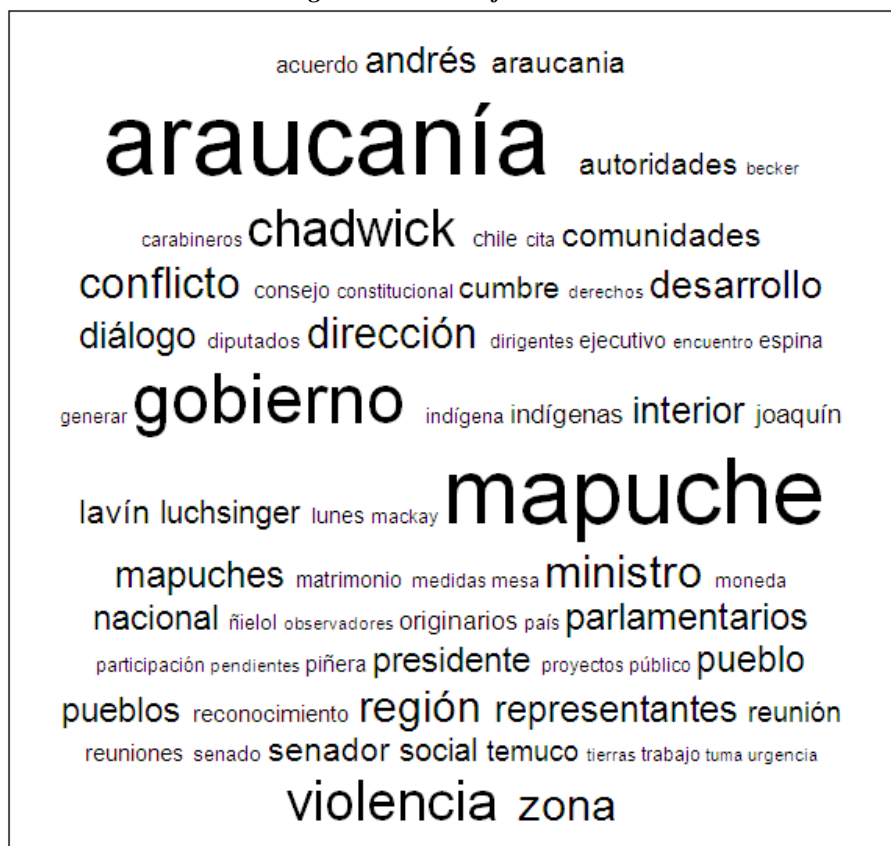 acuerdo andrés araucania
araucanía autoridades becker
carabineros chadwick chile cita comunidades
conflicto consejo constitucional cumbre derechos desarrollo
diálogo diputados dirección dirigentes ejecutivo encuentro espina
generar gobierno indígena indígenas interior joaquín
lavín luchsinger lunes mackay mapuche
mapuches matrimonio medidas mesa ministro moneda
nacional ñielol observadores originarios país parlamentarios
participación pendientes piñera presidente proyectos público pueblo
pueblos reconocimiento región representantes reunión
reuniones senado senador social temuco tierras trabajo tuma urgencia
violencia zona